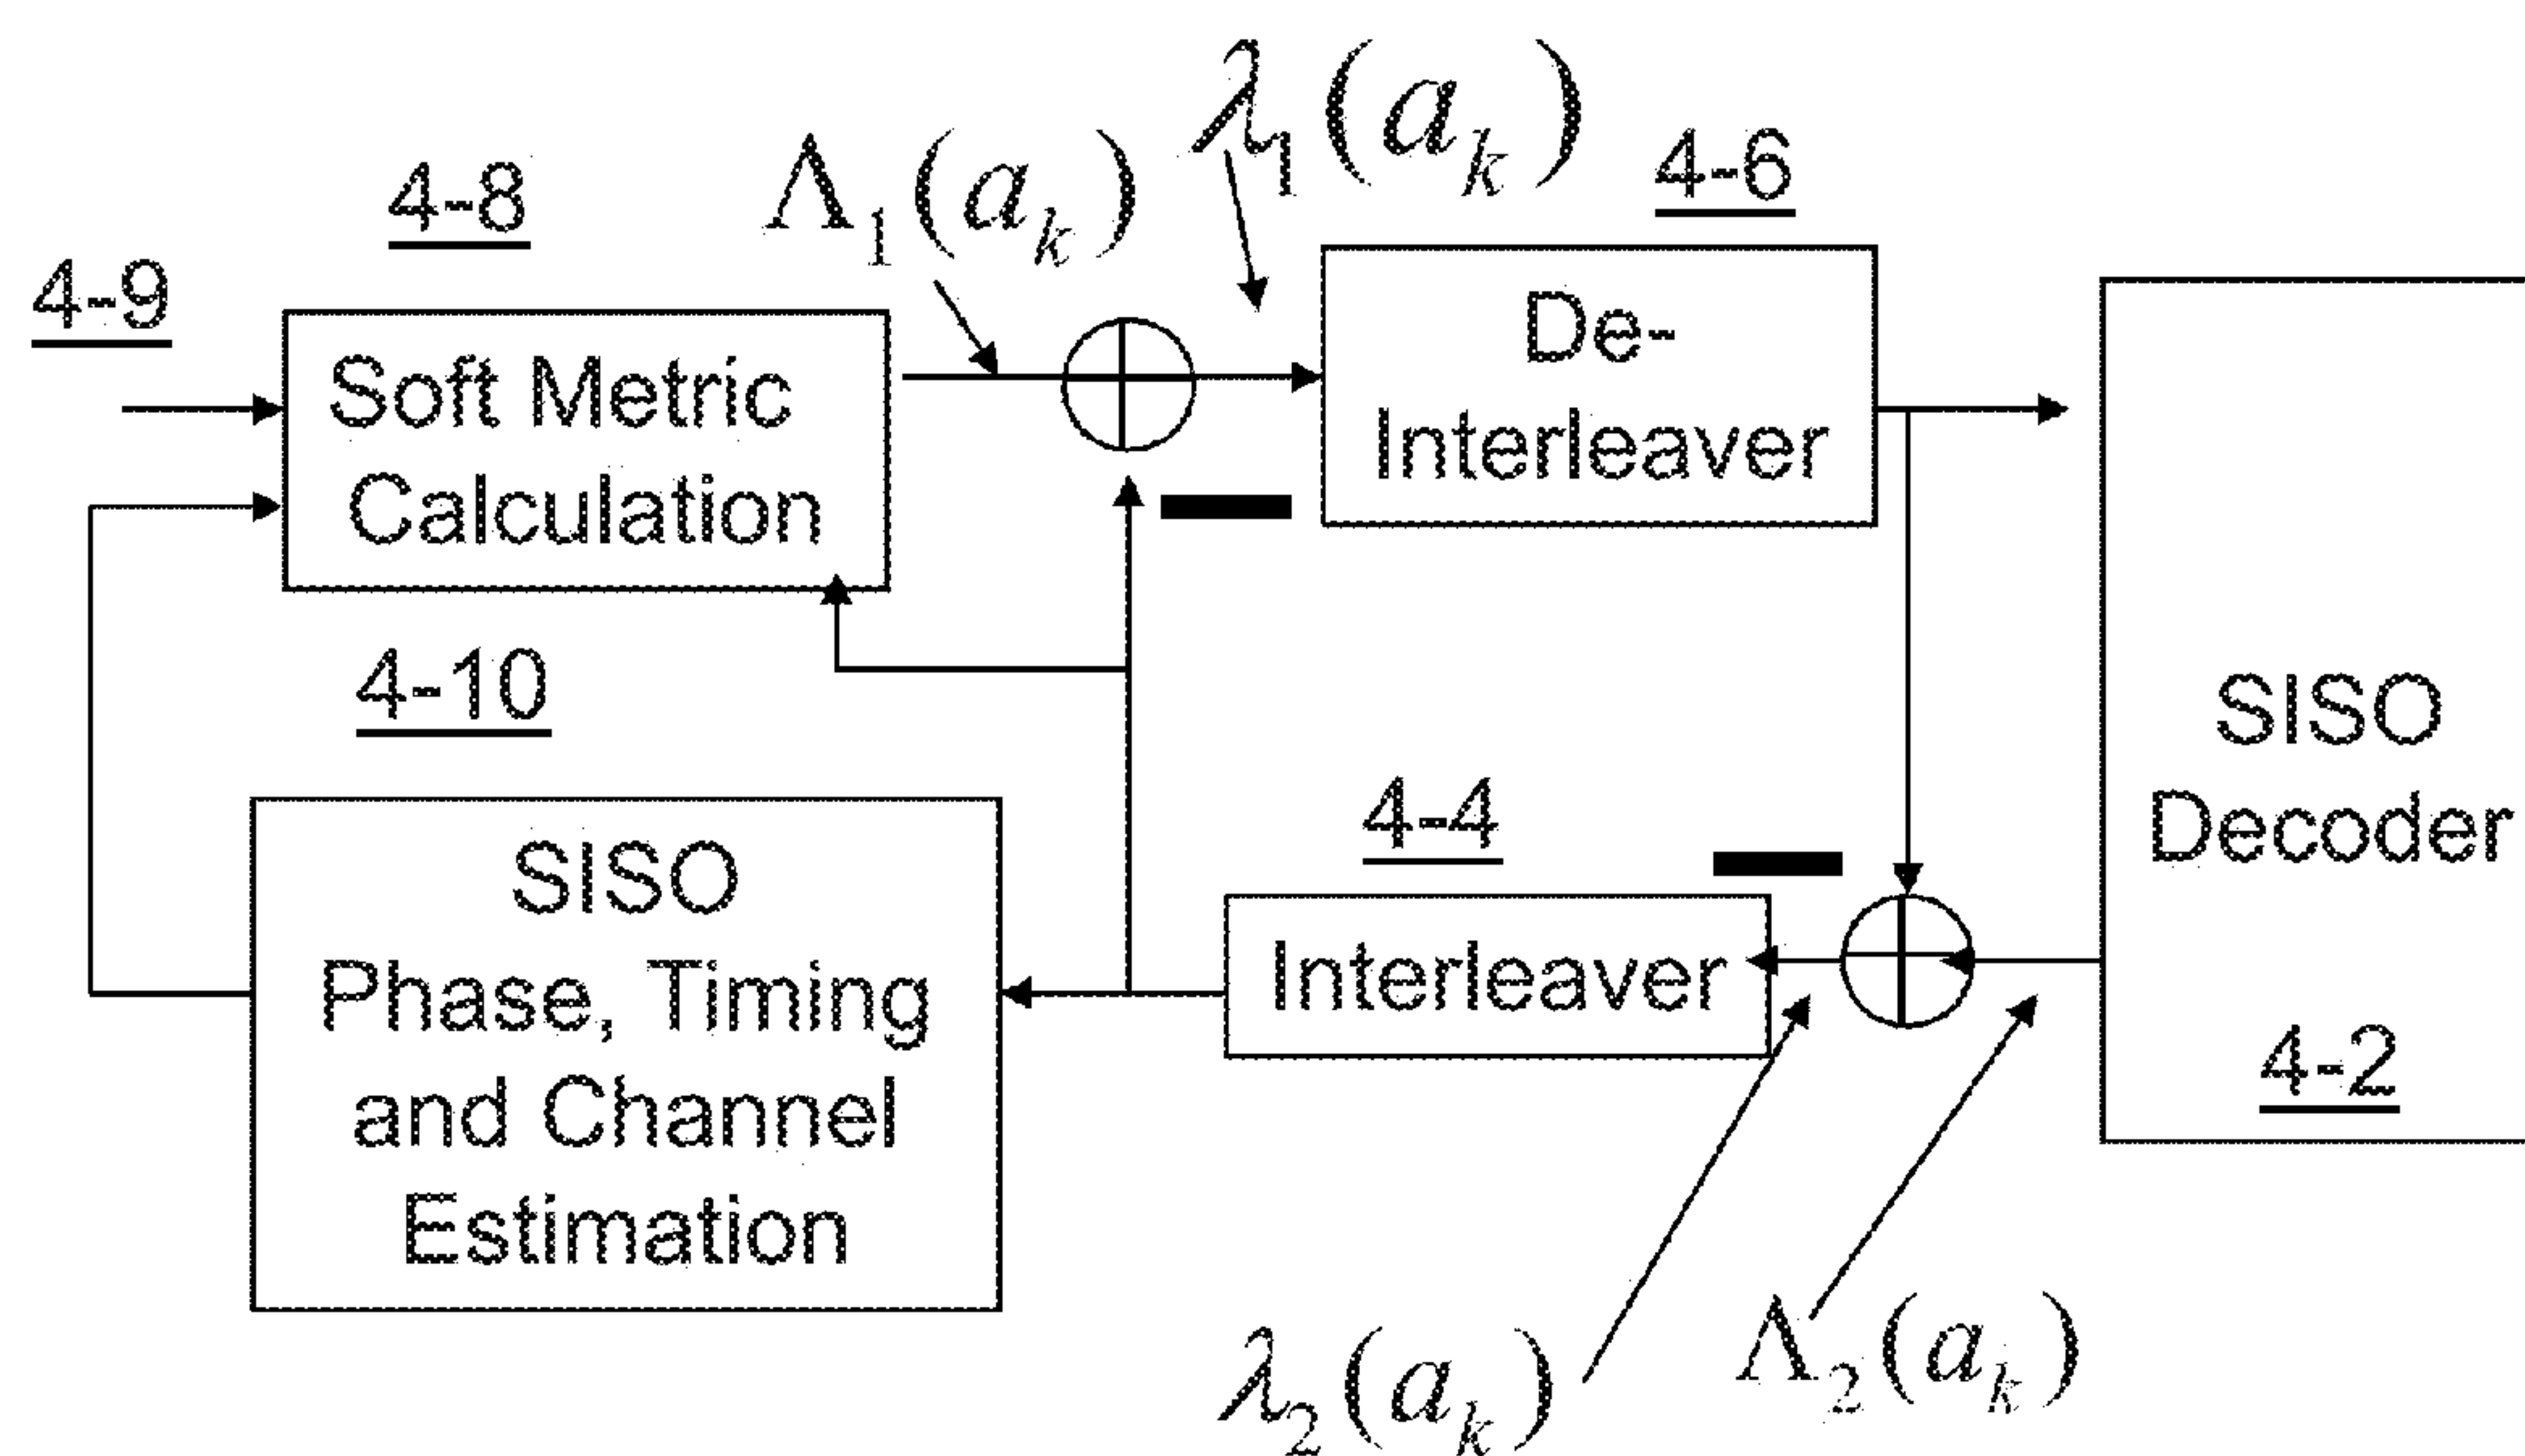 λ₁(aₖ)
Λ₁(aₖ)
4-6
4-8
4-9
De-
Interleaver
Soft Metric
Calculation
4-10
SISO
Decoder
4-2
4-4
Interleaver
SISO
Phase, Timing
and Channel
Estimation
λ₂(aₖ)
Λ₂(aₖ)